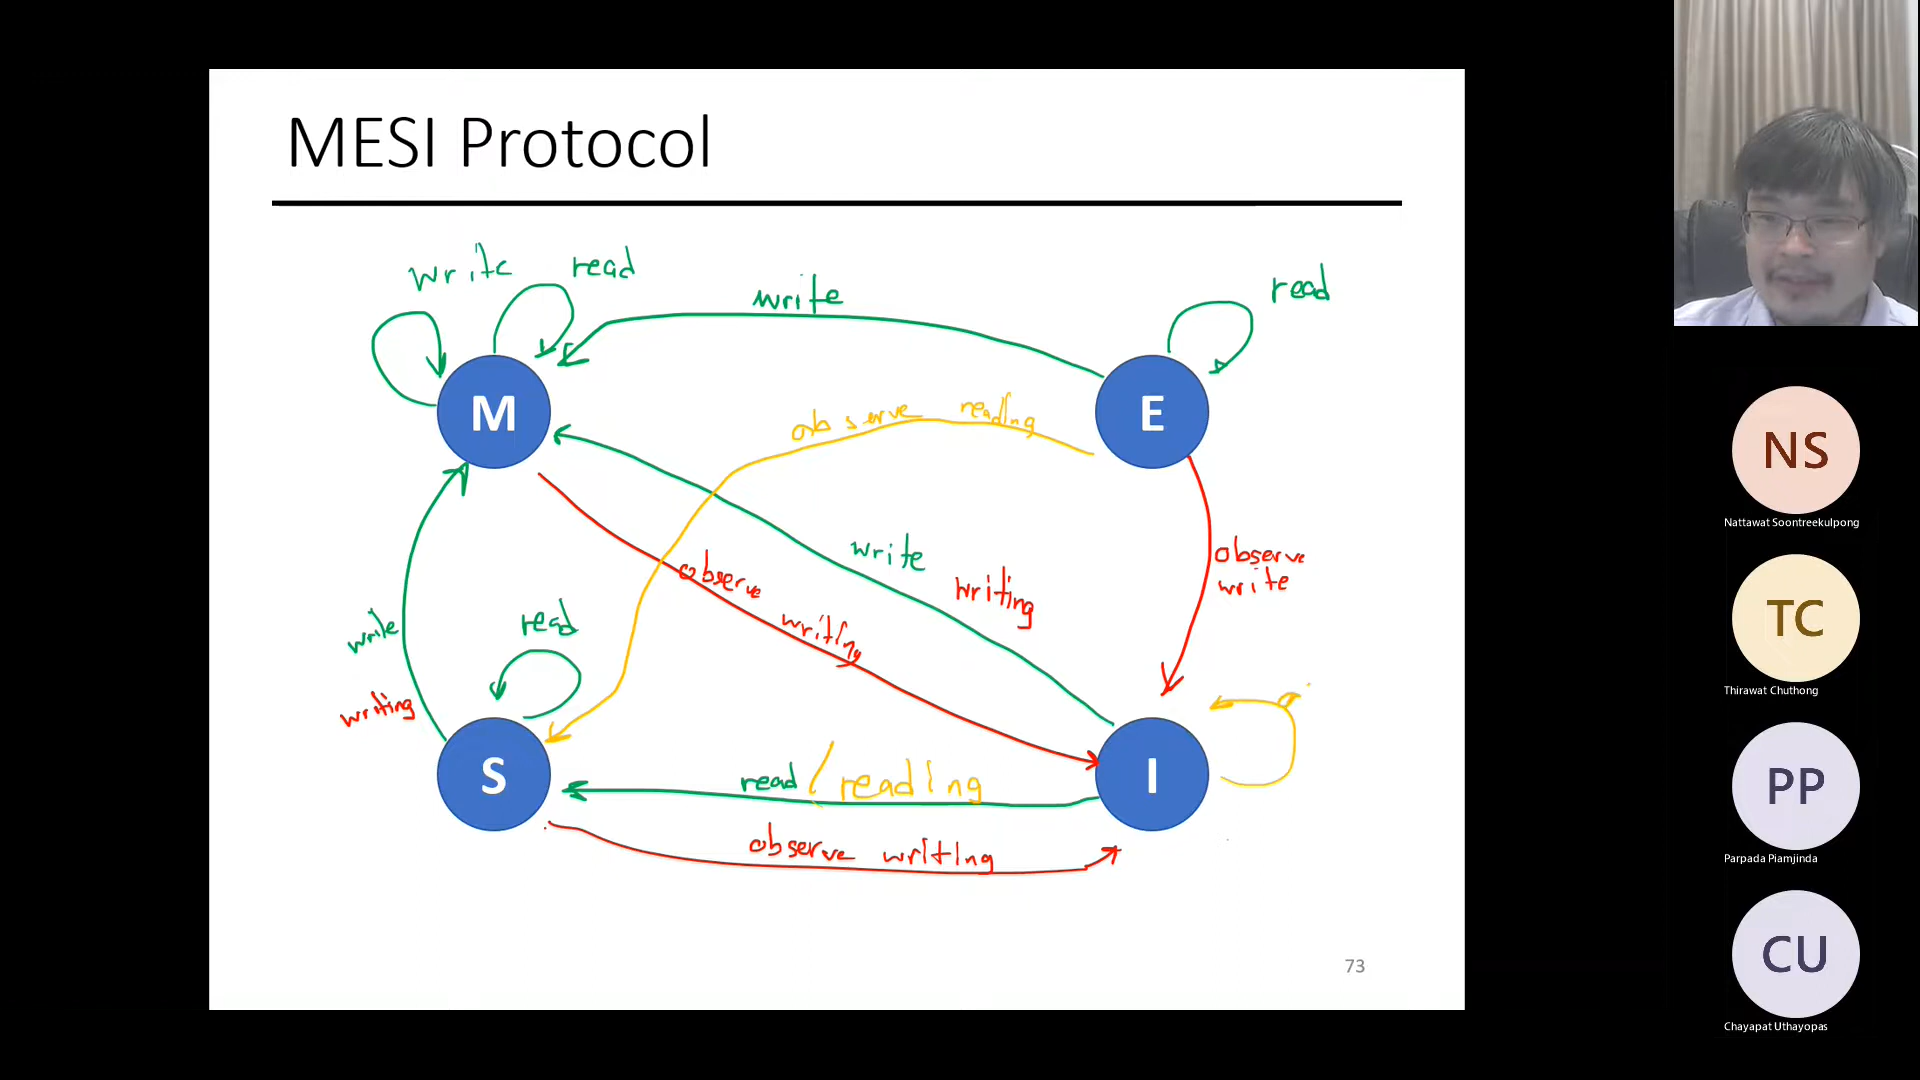 MESI Protocol
write
read
write
read
M
E
observe reading
write
writing
observe
write
observe
writing
read
write
writing
S
I
read / reading
observe writing
73
NS
Nattawat Soontreekulpong
TC
Thirawat Chuthong
PP
Parpada Piamjinda
CU
Chayapat Uthayopas